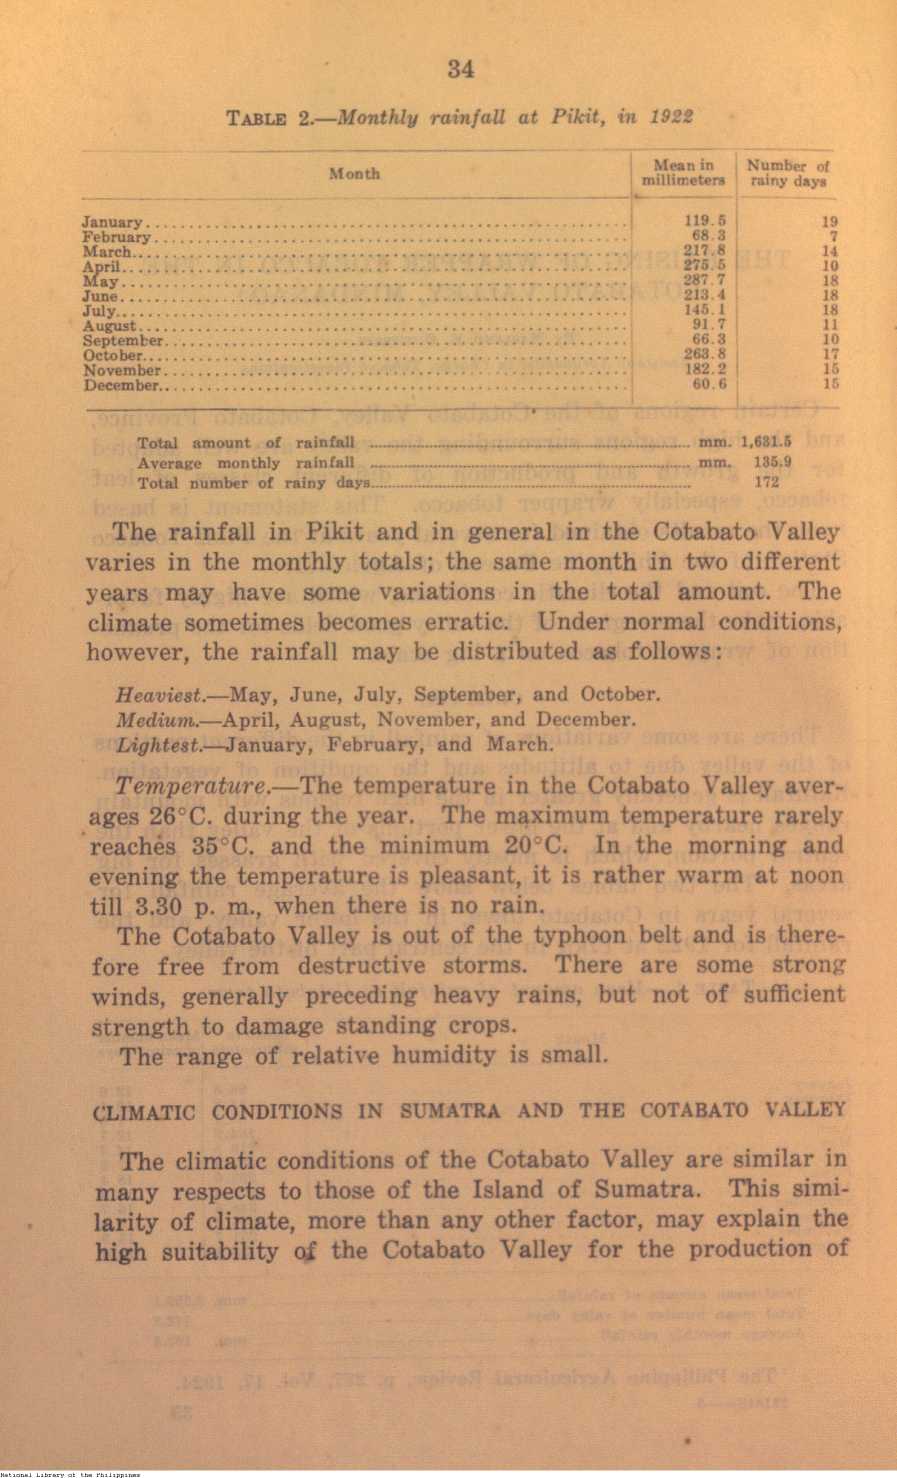 34
TABLE 2.—Monthly rainfall at Pikit, in 1922
Month Mean in millimeters Number of rainy days
January 119.5 19
February 68.3 7
March 217.8 14
April 275.5 10
May 287.7 18
June 213.4 18
July 145.1 18
August 91.7 11
September 66.3 10
October 263.8 17
November 182.2 15
December 60.6 15
Total amount of rainfall mm. 1,631.5
Average monthly rainfall mm. 135.9
Total number of rainy days 172
The rainfall in Pikit and in general in the Cotabato Valley
varies in the monthly totals; the same month in two different
years may have some variations in the total amount. The
climate sometimes becomes erratic. Under normal conditions,
however, the rainfall may be distributed as follows:
Heaviest.—May, June, July, September, and October.
Medium.—April, August, November, and December.
Lightest.—January, February, and March.
Temperature.—The temperature in the Cotabato Valley aver-
ages 26°C. during the year. The maximum temperature rarely
reaches 35°C. and the minimum 20°C. In the morning and
evening the temperature is pleasant, it is rather warm at noon
till 3.30 p. m., when there is no rain.
The Cotabato Valley is out of the typhoon belt and is there-
fore free from destructive storms. There are some strong
winds, generally preceding heavy rains, but not of sufficient
strength to damage standing crops.
The range of relative humidity is small.
CLIMATIC CONDITIONS IN SUMATRA AND THE COTABATO VALLEY
The climatic conditions of the Cotabato Valley are similar in
many respects to those of the Island of Sumatra. This simi-
larity of climate, more than any other factor, may explain the
high suitability of the Cotabato Valley for the production of
National Library of the Philippines